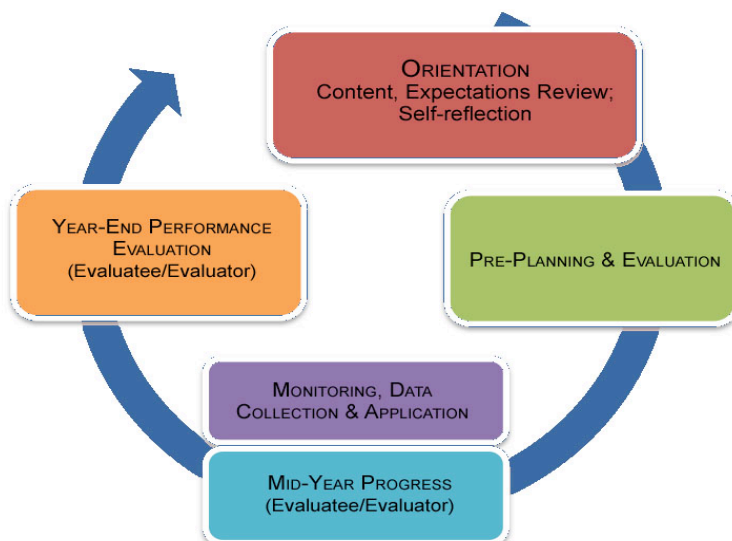 ORIENTATION
Content, Expectations Review;
Self-reflection
PRE-PLANNING & EVALUATION
MONITORING, DATA
COLLECTION & APPLICATION
MID-YEAR PROGRESS
(Evaluatee/Evaluator)
YEAR-END PERFORMANCE
EVALUATION
(Evaluatee/Evaluator)